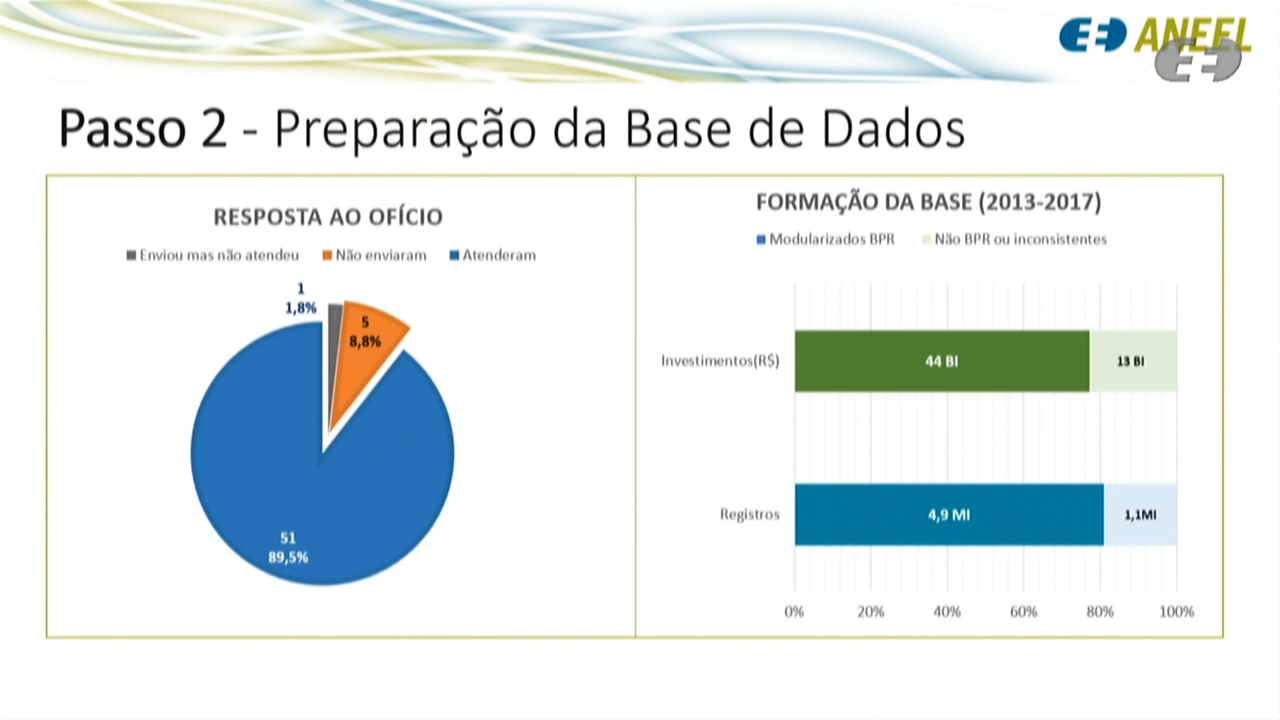 ANEEL
Passo 2 - Preparação da Base de Dados
RESPOSTA AO OFÍCIO
Enviou mas não atendeu Não enviaram Atenderam
1
1,8%
5
8,8%
51
89,5%
FORMAÇÃO DA BASE (2013-2017)
Modularizados BPR Não BPR ou inconsistentes
Investimentos(R$) 44 BI 13 BI
Registros 4,9 MI 1,1MI
0% 20% 40% 60% 80% 100%